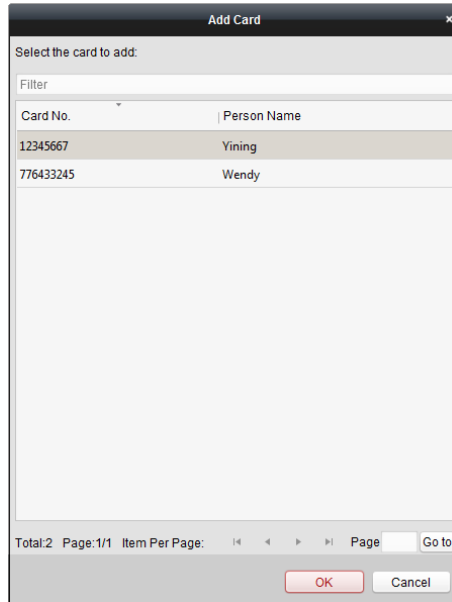 Add Card ×
Select the card to add:
Filter
Card No. Person Name
12345667 Yining
776433245 Wendy
Total:2 Page:1/1 Item Per Page: Page Go to
OK Cancel